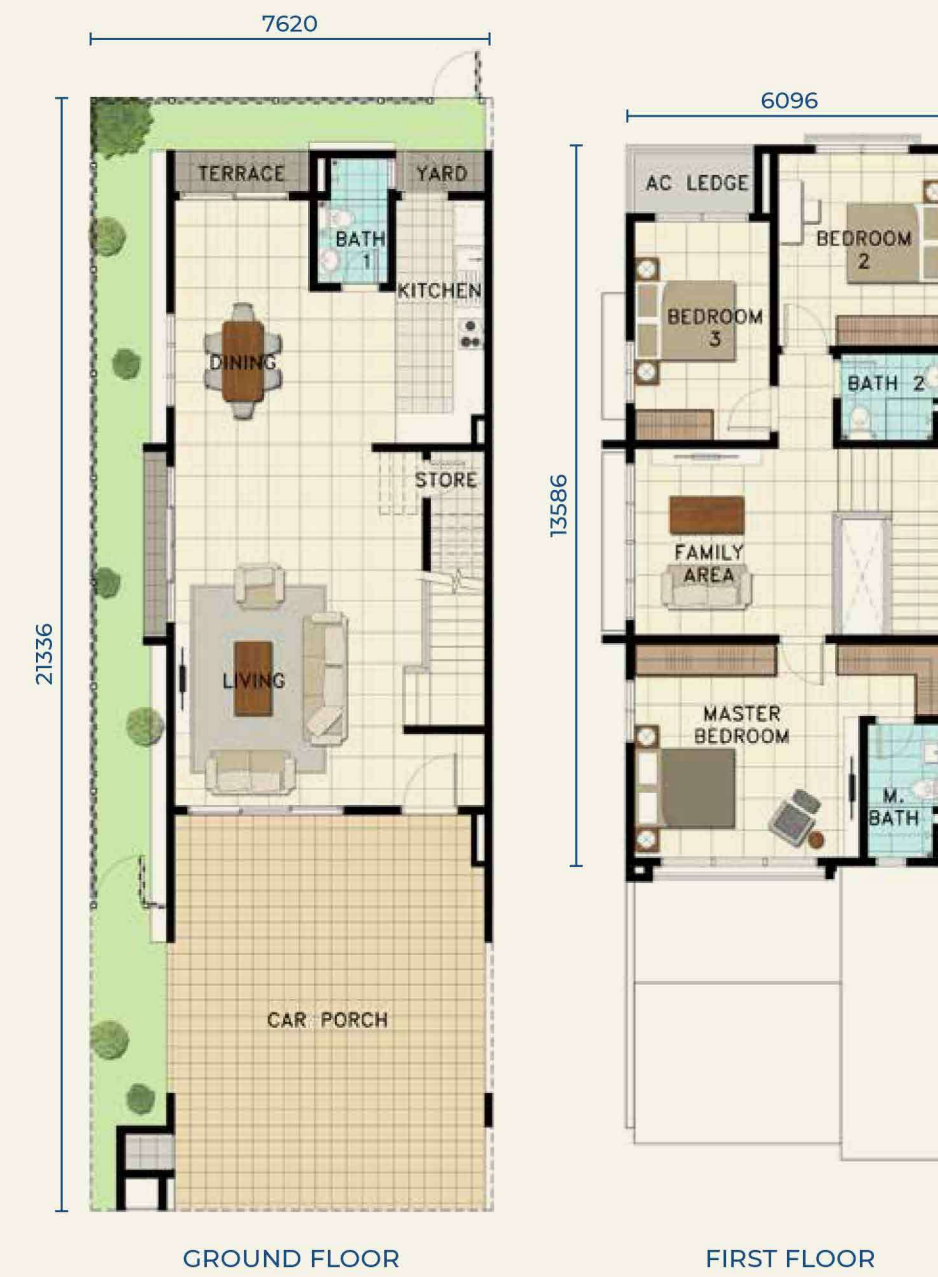 7620
TERRACE
YARD
BATH
1
KITCHEN
DINING
STORE
21336
LIVING
CAR PORCH
GROUND FLOOR
6096
AC LEDGE
BEDROOM
2
BEDROOM
3
BATH 2
13586
FAMILY
AREA
MASTER
BEDROOM
M.
BATH
FIRST FLOOR